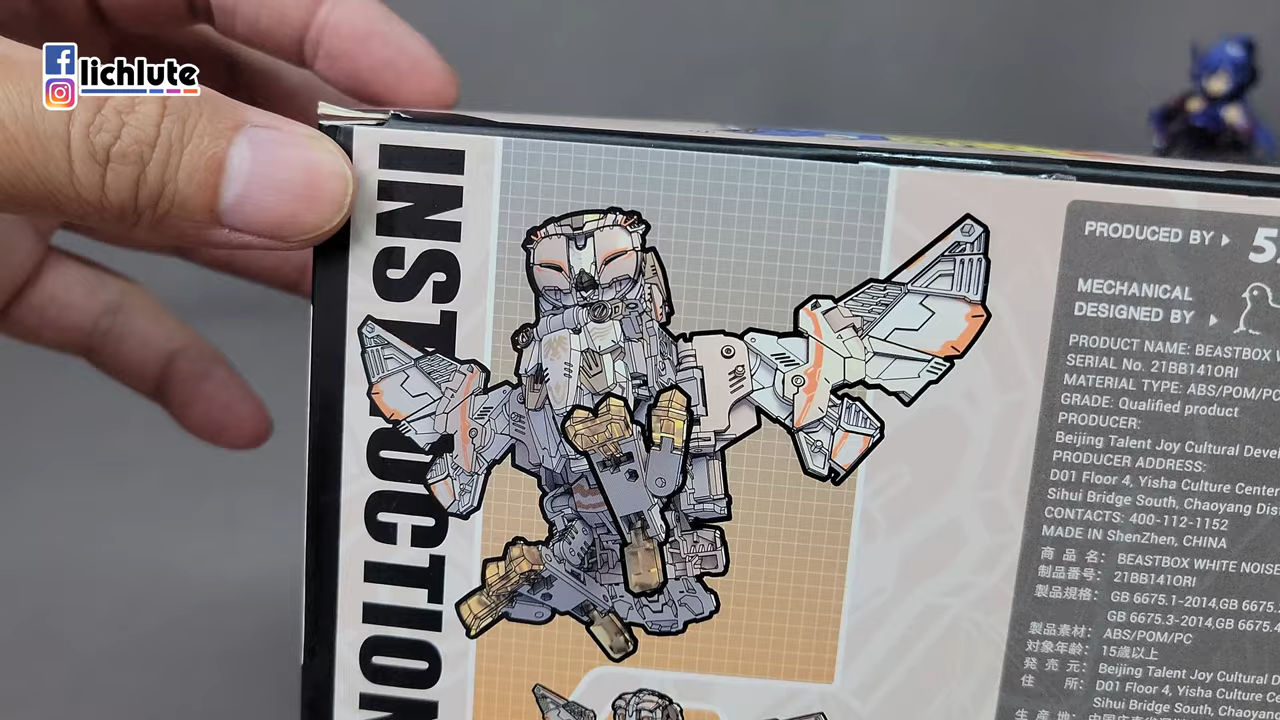 lichlute
INSTRUCTION
PRODUCED BY
MECHANICAL
DESIGNED BY
PRODUCT NAME: BEASTBOX
SERIAL No. 21BB141ORI
MATERIAL TYPE: ABS/POM/PC
GRADE: Qualified product
PRODUCER:
Beijing Talent Joy Cultural
PRODUCER ADDRESS:
D01 Floor 4, Yisha Culture Center
Sihui Bridge South, Chaoyang
CONTACTS: 400-112-1152
MADE IN ShenZhen, CHINA
商品名: BEASTBOX WHITE NOISE
制品番号: 21BB141ORI
製品規格: GB 6675.1-2014,GB 6675.
GB 6675.3-2014,GB 6675.4
製品素材: ABS/POM/PC
対象年齢: 15歳以上
発売元: Beijing Talent Joy Cultural
住所: D01 Floor 4, Yisha Culture
Sihui Bridge South, Chaoyang
生産地: